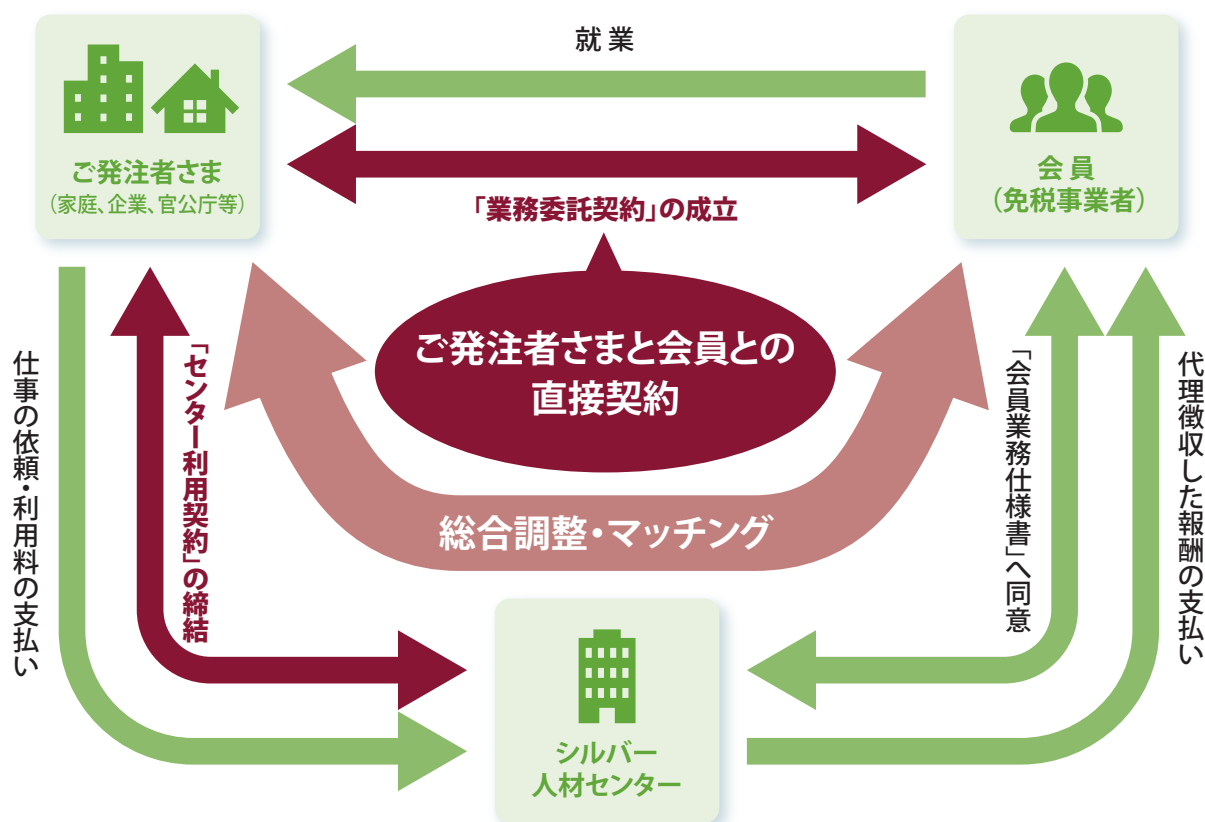 就業
ご発注者さま
（家庭、企業、官公庁等）
会員
（免税事業者）
「業務委託契約」の成立
ご発注者さまと会員との
直接契約
仕事の依頼・利用料の支払い
「センター利用契約」の締結
総合調整・マッチング
「会員業務仕様書」へ同意
代理徴収した報酬の支払い
シルバー
人材センター